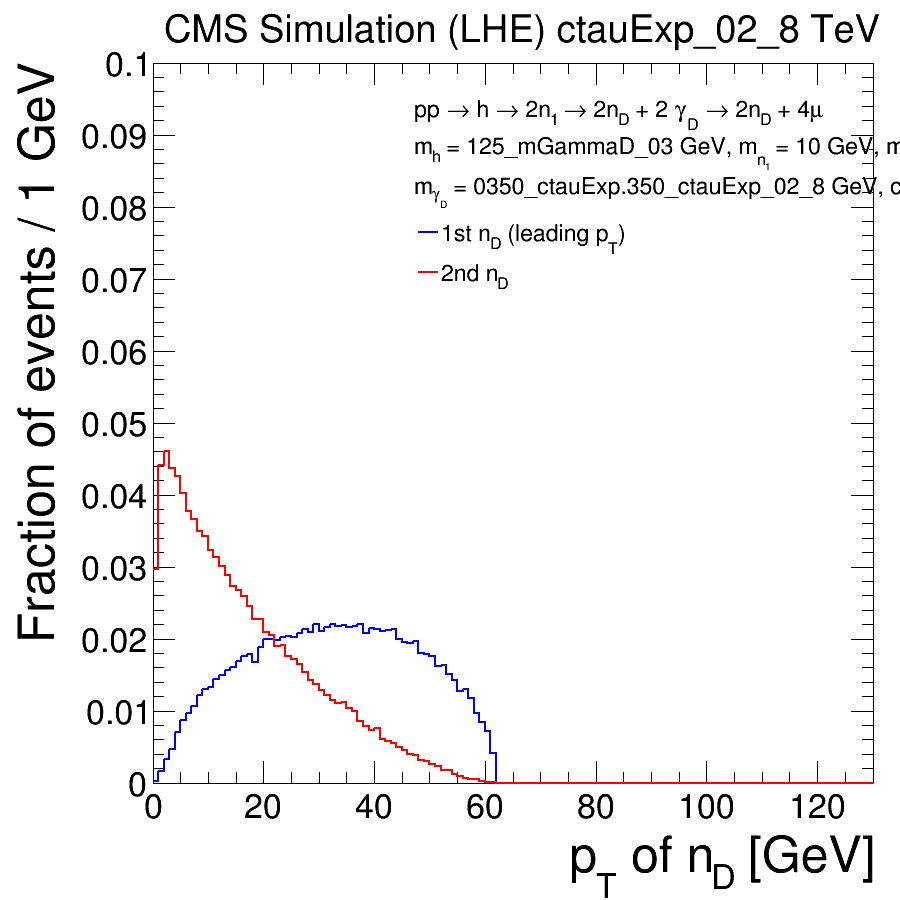 CMS Simulation (LHE) ctauExp_02_8 TeV
pp → h → 2n1 → 2nD + 2 γD → 2nD + 4μ
mh = 125_mGammaD_03 GeV, mn1 = 10 GeV, m
mγD = 0350_ctauExp.350_ctauExp_02_8 GeV, c
1st nD (leading pT)
2nd nD
Fraction of events / 1 GeV
0.1
0.09
0.08
0.07
0.06
0.05
0.04
0.03
0.02
0.01
0
0 20 40 60 80 100 120
pT of nD [GeV]